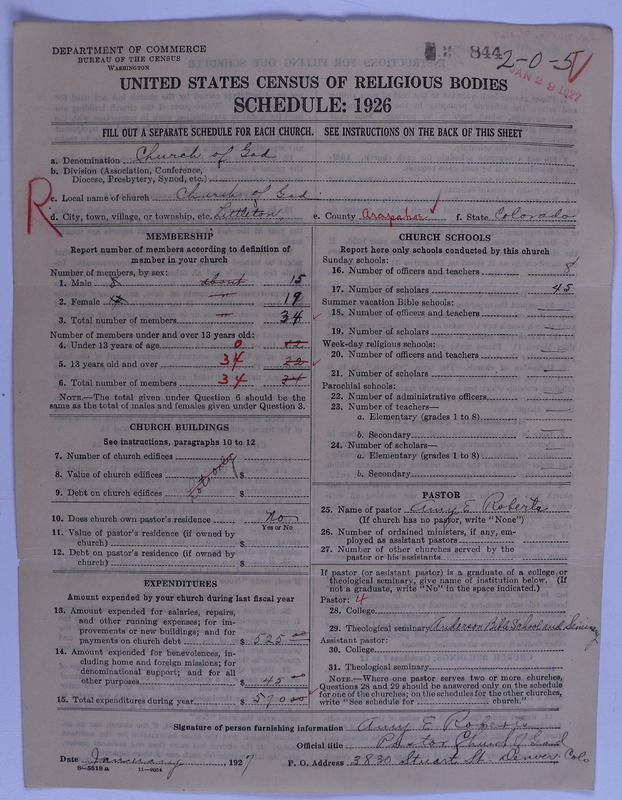 DEPARTMENT OF COMMERCE
BUREAU OF THE CENSUS
WASHINGTON
844
2-0-5
JAN 29 1927
UNITED STATES CENSUS OF RELIGIOUS BODIES
SCHEDULE: 1926
FILL OUT A SEPARATE SCHEDULE FOR EACH CHURCH. SEE INSTRUCTIONS ON THE BACK OF THIS SHEET
a. Denomination Church of God
b. Division (Association, Conference,
Diocese, Presbytery, Synod, etc.)
R
c. Local name of church Church of God
d. City, town, village, or township, etc. Littleton e. County Arapahoe f. State Colorado
MEMBERSHIP
Report number of members according to definition of
member in your church
Number of members, by sex:
1. Male 8 about 15
2. Female " 19
3. Total number of members " 34
Number of members under and over 13 years old:
4. Under 13 years of age 0 12
5. 13 years old and over 34 22
6. Total number of members 34 34
NOTE.—The total given under Question 6 should be
the same as the total of males and females given under Question 3.
CHURCH BUILDINGS
See instructions, paragraphs 10 to 12
7. Number of church edifices
8. Value of church edifices $
9. Debt on church edifices $
Lot only
10. Does church own pastor's residence No
Yes or No
11. Value of pastor's residence (if owned by
church) $
12. Debt on pastor's residence (if owned by
church) $
EXPENDITURES
Amount expended by your church during last fiscal year
13. Amount expended for salaries, repairs,
and other running expenses; for im-
provements or new buildings; and for
payments on church debt $ 525 00
14. Amount expended for benevolences, in-
cluding home and foreign missions; for
denominational support; and for all
other purposes $ 45 00
15. Total expenditures during year $ 570 00
CHURCH SCHOOLS
Report here only schools conducted by this church
Sunday schools:
16. Number of officers and teachers 8
17. Number of scholars 45
Summer vacation Bible schools:
18. Number of officers and teachers
19. Number of scholars
Week-day religious schools:
20. Number of officers and teachers
21. Number of scholars
Parochial schools:
22. Number of administrative officers
23. Number of teachers—
a. Elementary (grades 1 to 8)
b. Secondary
24. Number of scholars—
a. Elementary (grades 1 to 8)
b. Secondary
PASTOR
25. Name of pastor Amy E. Roberts
(If church has no pastor, write "None")
26. Number of ordained ministers, if any, em-
ployed as assistant pastors
27. Number of other churches served by the
pastor or his assistants
If pastor (or assistant pastor) is a graduate of a college or
theological seminary, give name of institution below. (If
not a graduate, write "No" in the space indicated.)
Pastor: 4
28. College
29. Theological seminary Anderson Bible School and Seminary
Assistant pastor:
30. College
31. Theological seminary
NOTE.—Where one pastor serves two or more churches,
Questions 28 and 29 should be answered only on the schedule
for one of the churches; on the schedules for the other churches,
write "See schedule for church."
Signature of person furnishing information Amy E Roberts
Official title Pastor Church of God
Date January, 1927 P. O. Address 3830 Stuart St. Denver Colo
8-5519 a 11-9054